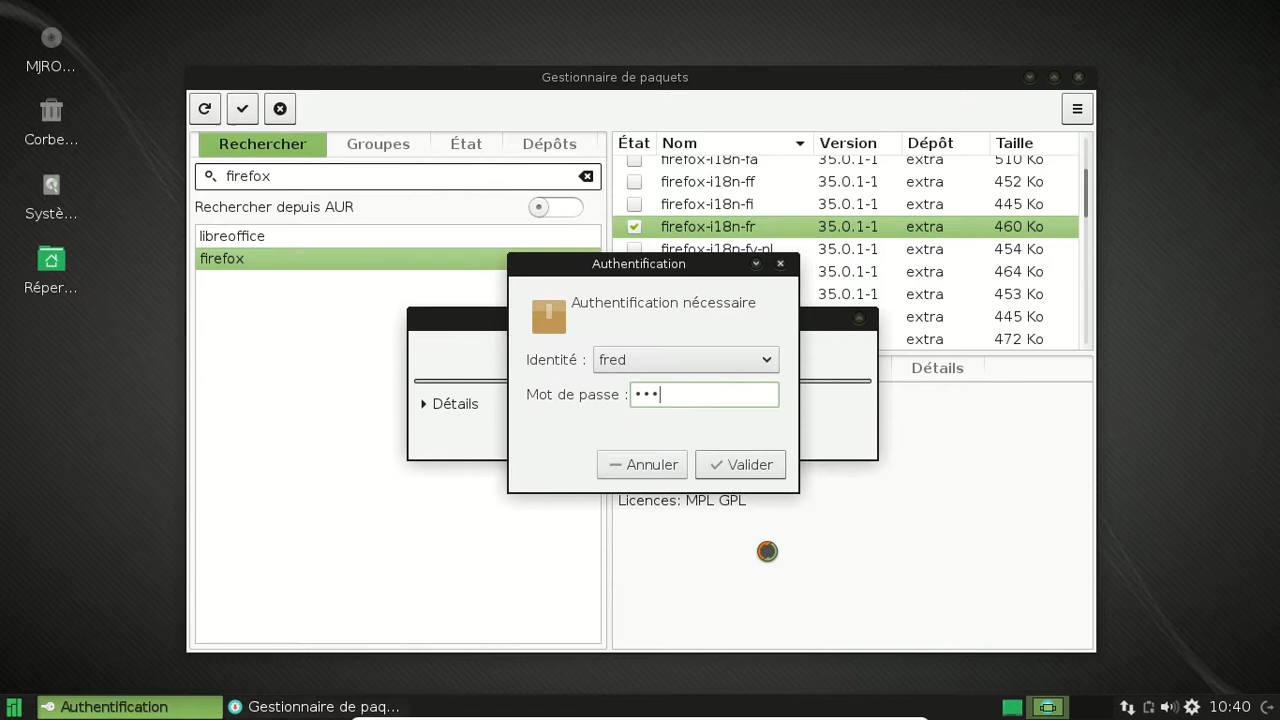 MJRO...
Corbe...
Systè...
Réper...
Gestionnaire de paquets
Rechercher
Groupes
État
Dépôts
firefox
Rechercher depuis AUR
libreoffice
firefox
État Nom Version Dépôt Taille
firefox-i18n-fa 35.0.1-1 extra 510 Ko
firefox-i18n-ff 35.0.1-1 extra 452 Ko
firefox-i18n-fi 35.0.1-1 extra 445 Ko
firefox-i18n-fr 35.0.1-1 extra 460 Ko
firefox-i18n-fy-nl 35.0.1-1 extra 454 Ko
extra 464 Ko
35.0.1-1 extra 453 Ko
extra 445 Ko
extra 472 Ko
Détails
Licences: MPL GPL
Détails
Authentification
Authentification nécessaire
Identité : fred
Mot de passe : •••
Annuler
Valider
Authentification
Gestionnaire de paq...
10:40